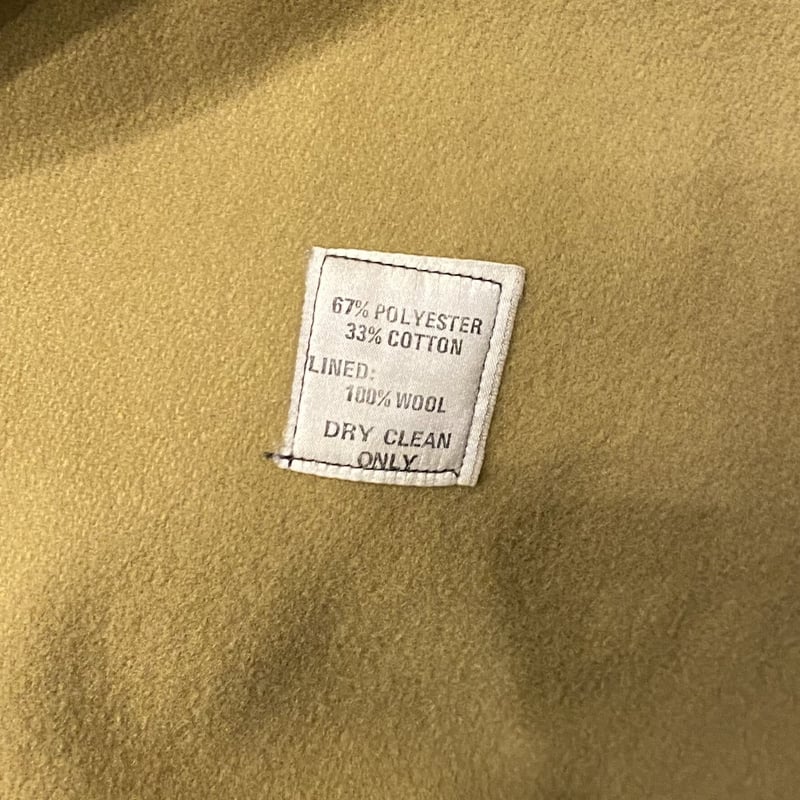 67% POLYESTER
33% COTTON
LINED:
100% WOOL
DRY CLEAN
ONLY